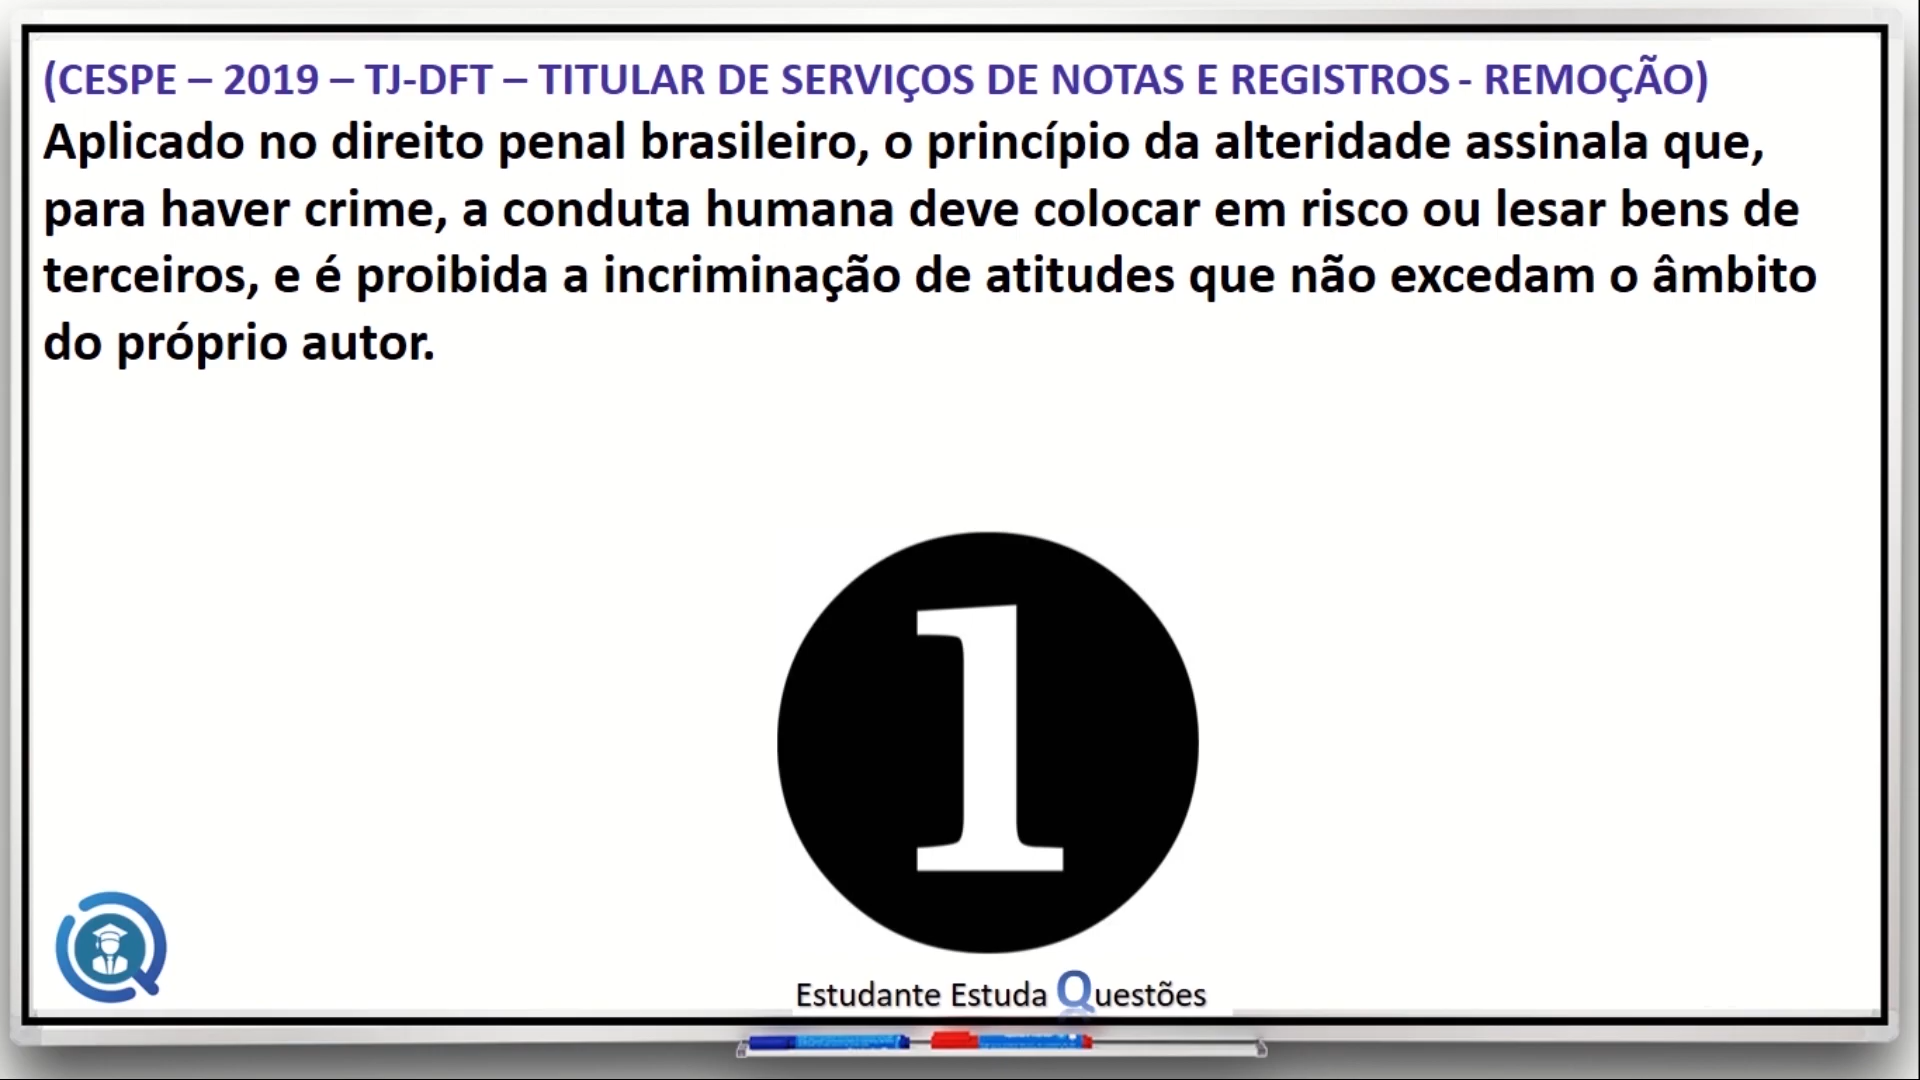 (CESPE – 2019 – TJ-DFT – TITULAR DE SERVIÇOS DE NOTAS E REGISTROS - REMOÇÃO)
Aplicado no direito penal brasileiro, o princípio da alteridade assinala que,
para haver crime, a conduta humana deve colocar em risco ou lesar bens de
terceiros, e é proibida a incriminação de atitudes que não excedam o âmbito
do próprio autor.
1
Estudante Estuda Questões